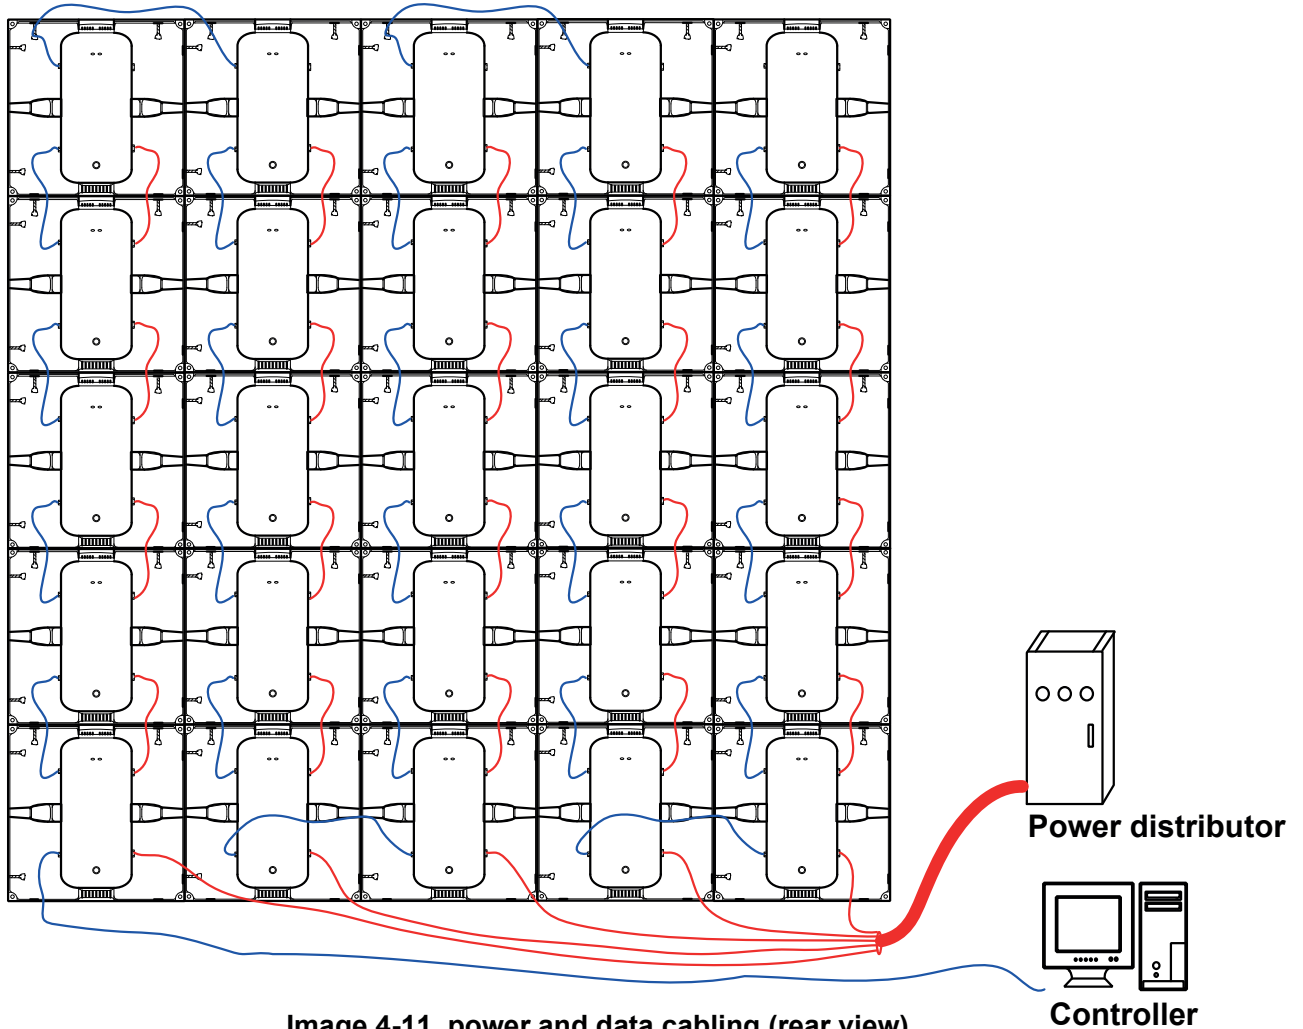 Power distributor
Controller
Image 4-11 power and data cabling (rear view)